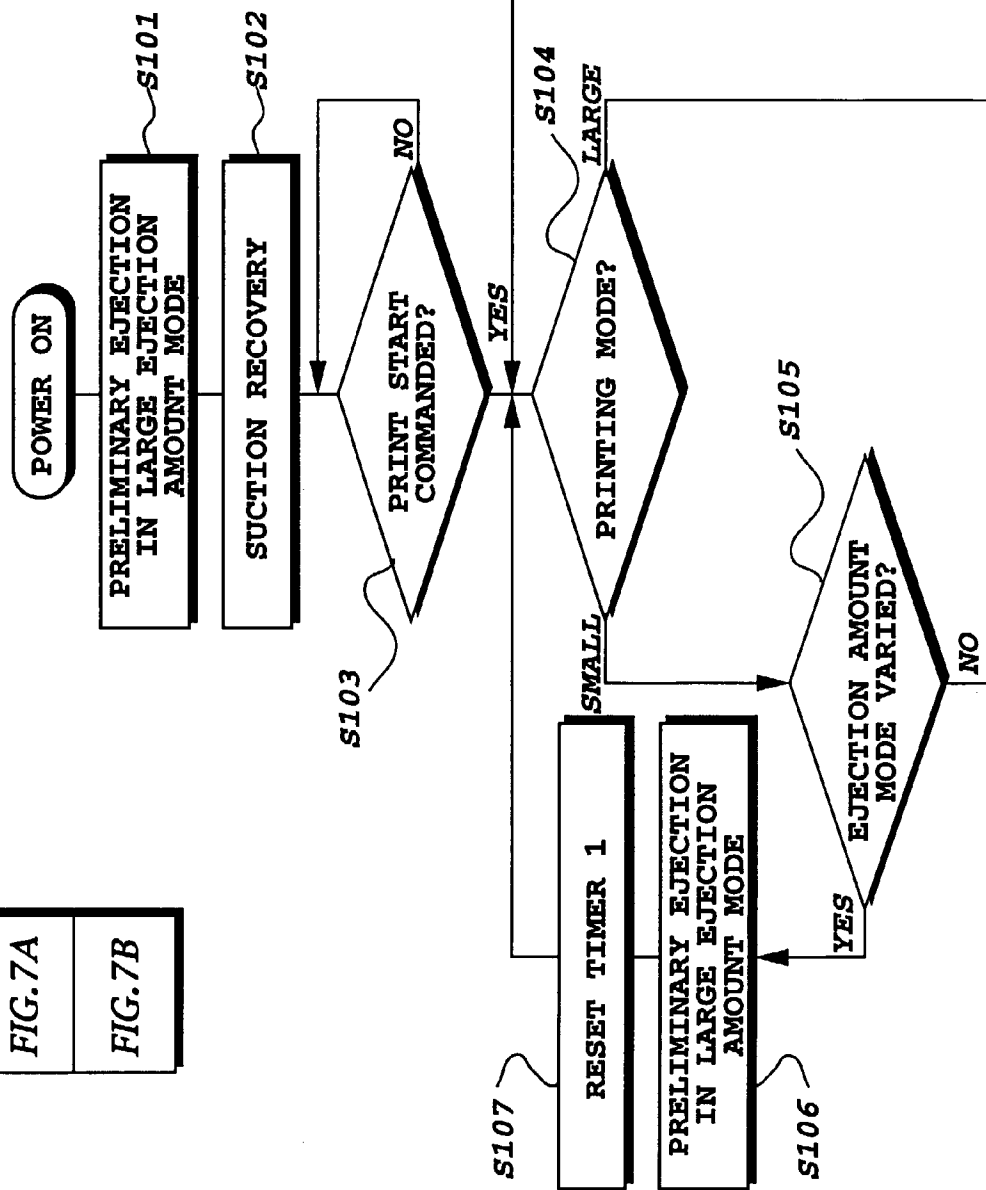 FIG.7A
FIG.7B
POWER ON
PRELIMINARY EJECTION
IN LARGE EJECTION
AMOUNT MODE
S101
SUCTION RECOVERY
S102
PRINT START
COMMANDED?
S103
NO
YES
PRINTING MODE?
S104
SMALL
LARGE
EJECTION AMOUNT
MODE VARIED?
S105
YES
NO
RESET TIMER 1
S107
PRELIMINARY EJECTION
IN LARGE EJECTION
AMOUNT MODE
S106